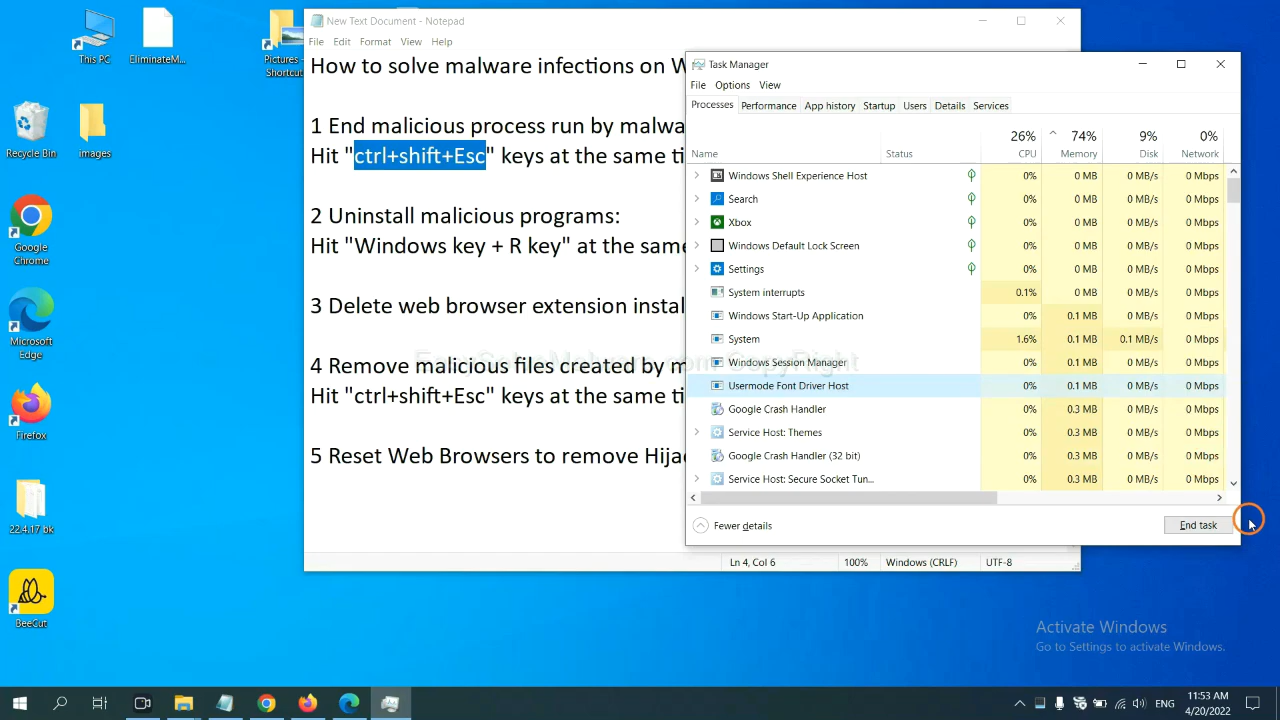 This PC
EliminateM...
Pictures -
Shortcut
Recycle Bin
images
Google
Chrome
Microsoft
Edge
Firefox
22.4.17 bk
BeeCut
New Text Document - Notepad
File Edit Format View Help
How to solve malware infections on W
1 End malicious process run by malwa
Hit "ctrl+shift+Esc" keys at the same ti
2 Uninstall malicious programs:
Hit "Windows key + R key" at the same
3 Delete web browser extension instal
4 Remove malicious files created by m
Hit "ctrl+shift+Esc" keys at the same ti
5 Reset Web Browsers to remove Hijac
Ln 4, Col 6 100% Windows (CRLF) UTF-8
Task Manager
File Options View
Processes Performance App history Startup Users Details Services
26% 74% 9% 0%
Name Status CPU Memory Disk Network
Windows Shell Experience Host 0% 0 MB 0 MB/s 0 Mbps
Search 0% 0 MB 0 MB/s 0 Mbps
Xbox 0% 0 MB 0 MB/s 0 Mbps
Windows Default Lock Screen 0% 0 MB 0 MB/s 0 Mbps
Settings 0% 0 MB 0 MB/s 0 Mbps
System interrupts 0.1% 0 MB 0 MB/s 0 Mbps
Windows Start-Up Application 0% 0.1 MB 0 MB/s 0 Mbps
System 1.6% 0.1 MB 0.1 MB/s 0 Mbps
Windows Session Manager 0% 0.1 MB 0 MB/s 0 Mbps
Usermode Font Driver Host 0% 0.1 MB 0 MB/s 0 Mbps
Google Crash Handler 0% 0.3 MB 0 MB/s 0 Mbps
Service Host: Themes 0% 0.3 MB 0 MB/s 0 Mbps
Google Crash Handler (32 bit) 0% 0.3 MB 0 MB/s 0 Mbps
Service Host: Secure Socket Tun... 0% 0.3 MB 0 MB/s 0 Mbps
Fewer details
End task
CopyRight
Activate Windows
Go to Settings to activate Windows.
ENG
11:53 AM
4/20/2022